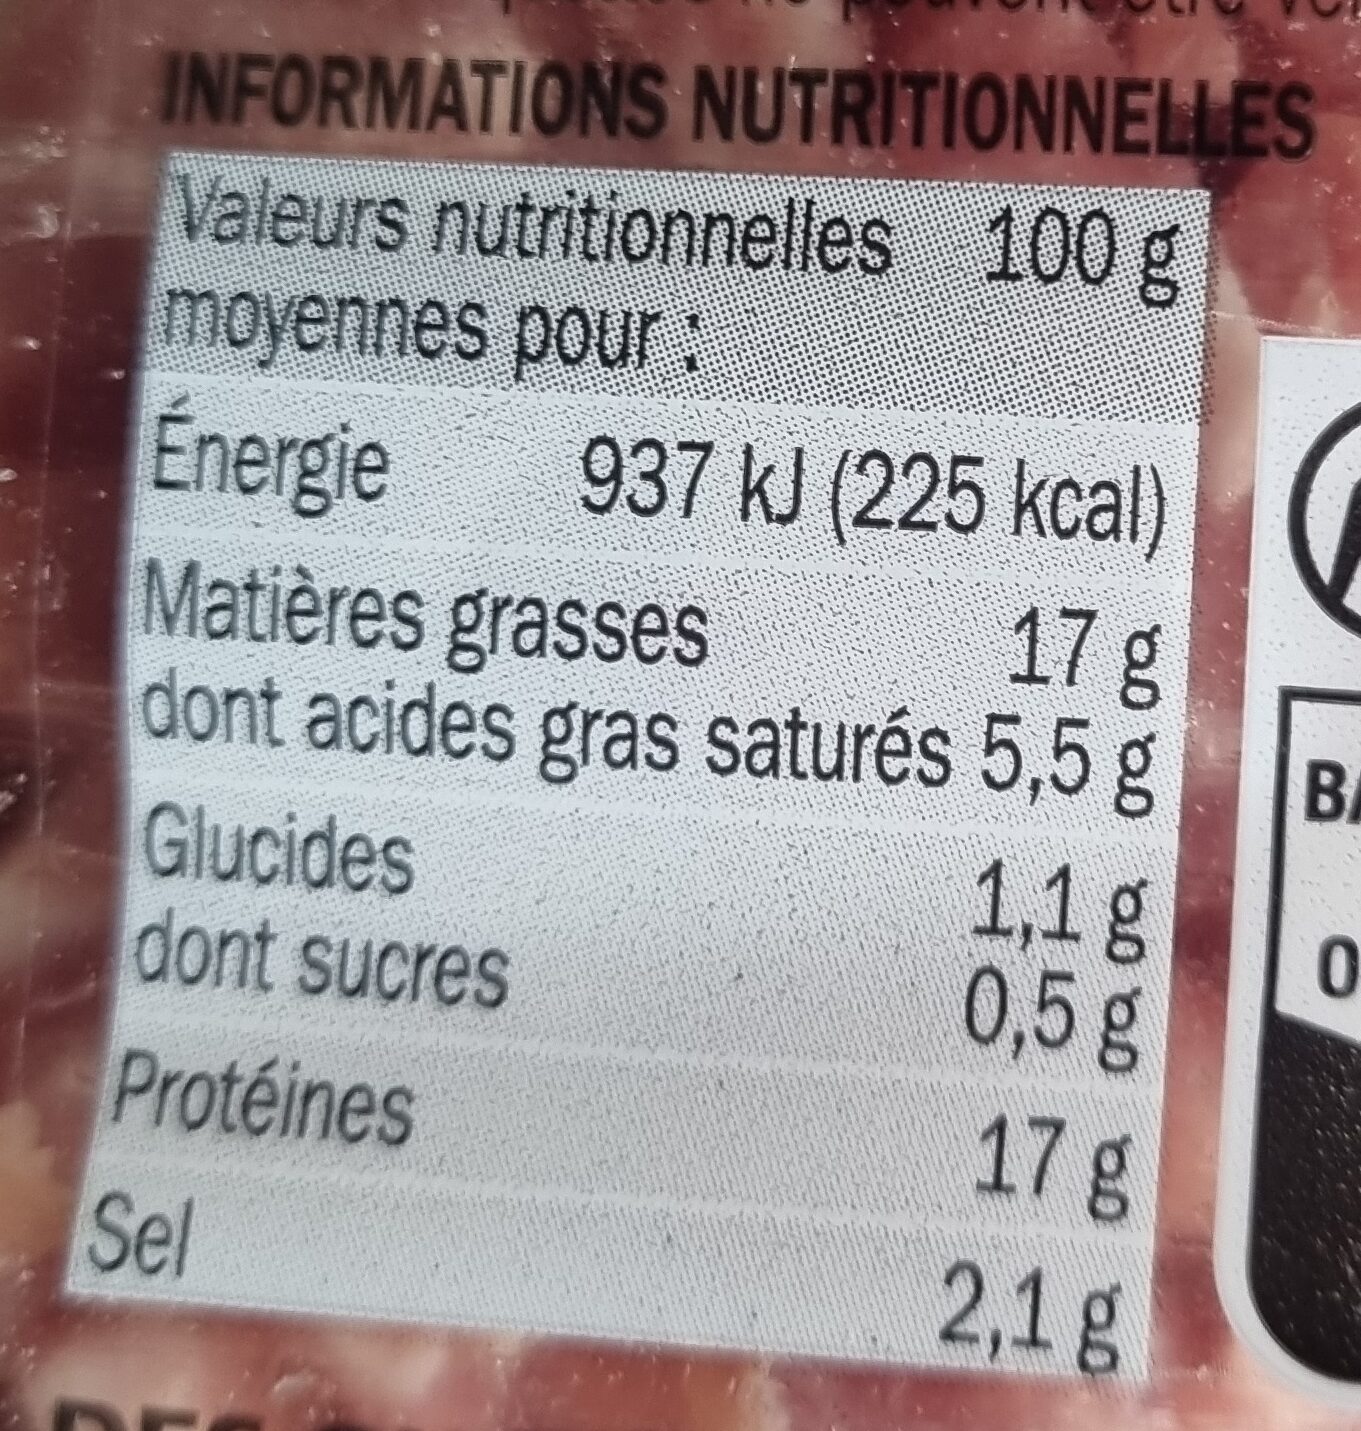 INFORMATIONS NUTRITIONNELLES
Valeurs nutritionnelles 100 g
moyennes pour :
Énergie 937 kJ (225 kcal)
Matières grasses 17 g
dont acides gras saturés 5,5 g
Glucides 1,1 g
dont sucres 0,5 g
Protéines 17 g
Sel 2,1 g